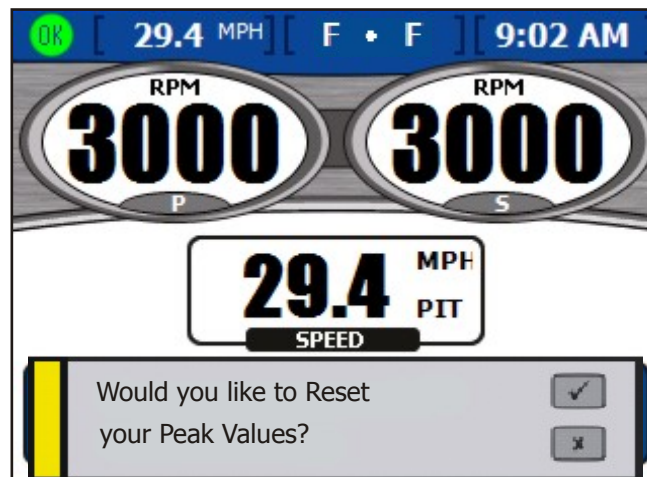 OK [ 29.4 MPH ] [ F • F ] [ 9:02 AM
RPM RPM
3000 3000
P S
29.4 MPH
PIT
SPEED
Would you like to Reset
your Peak Values?